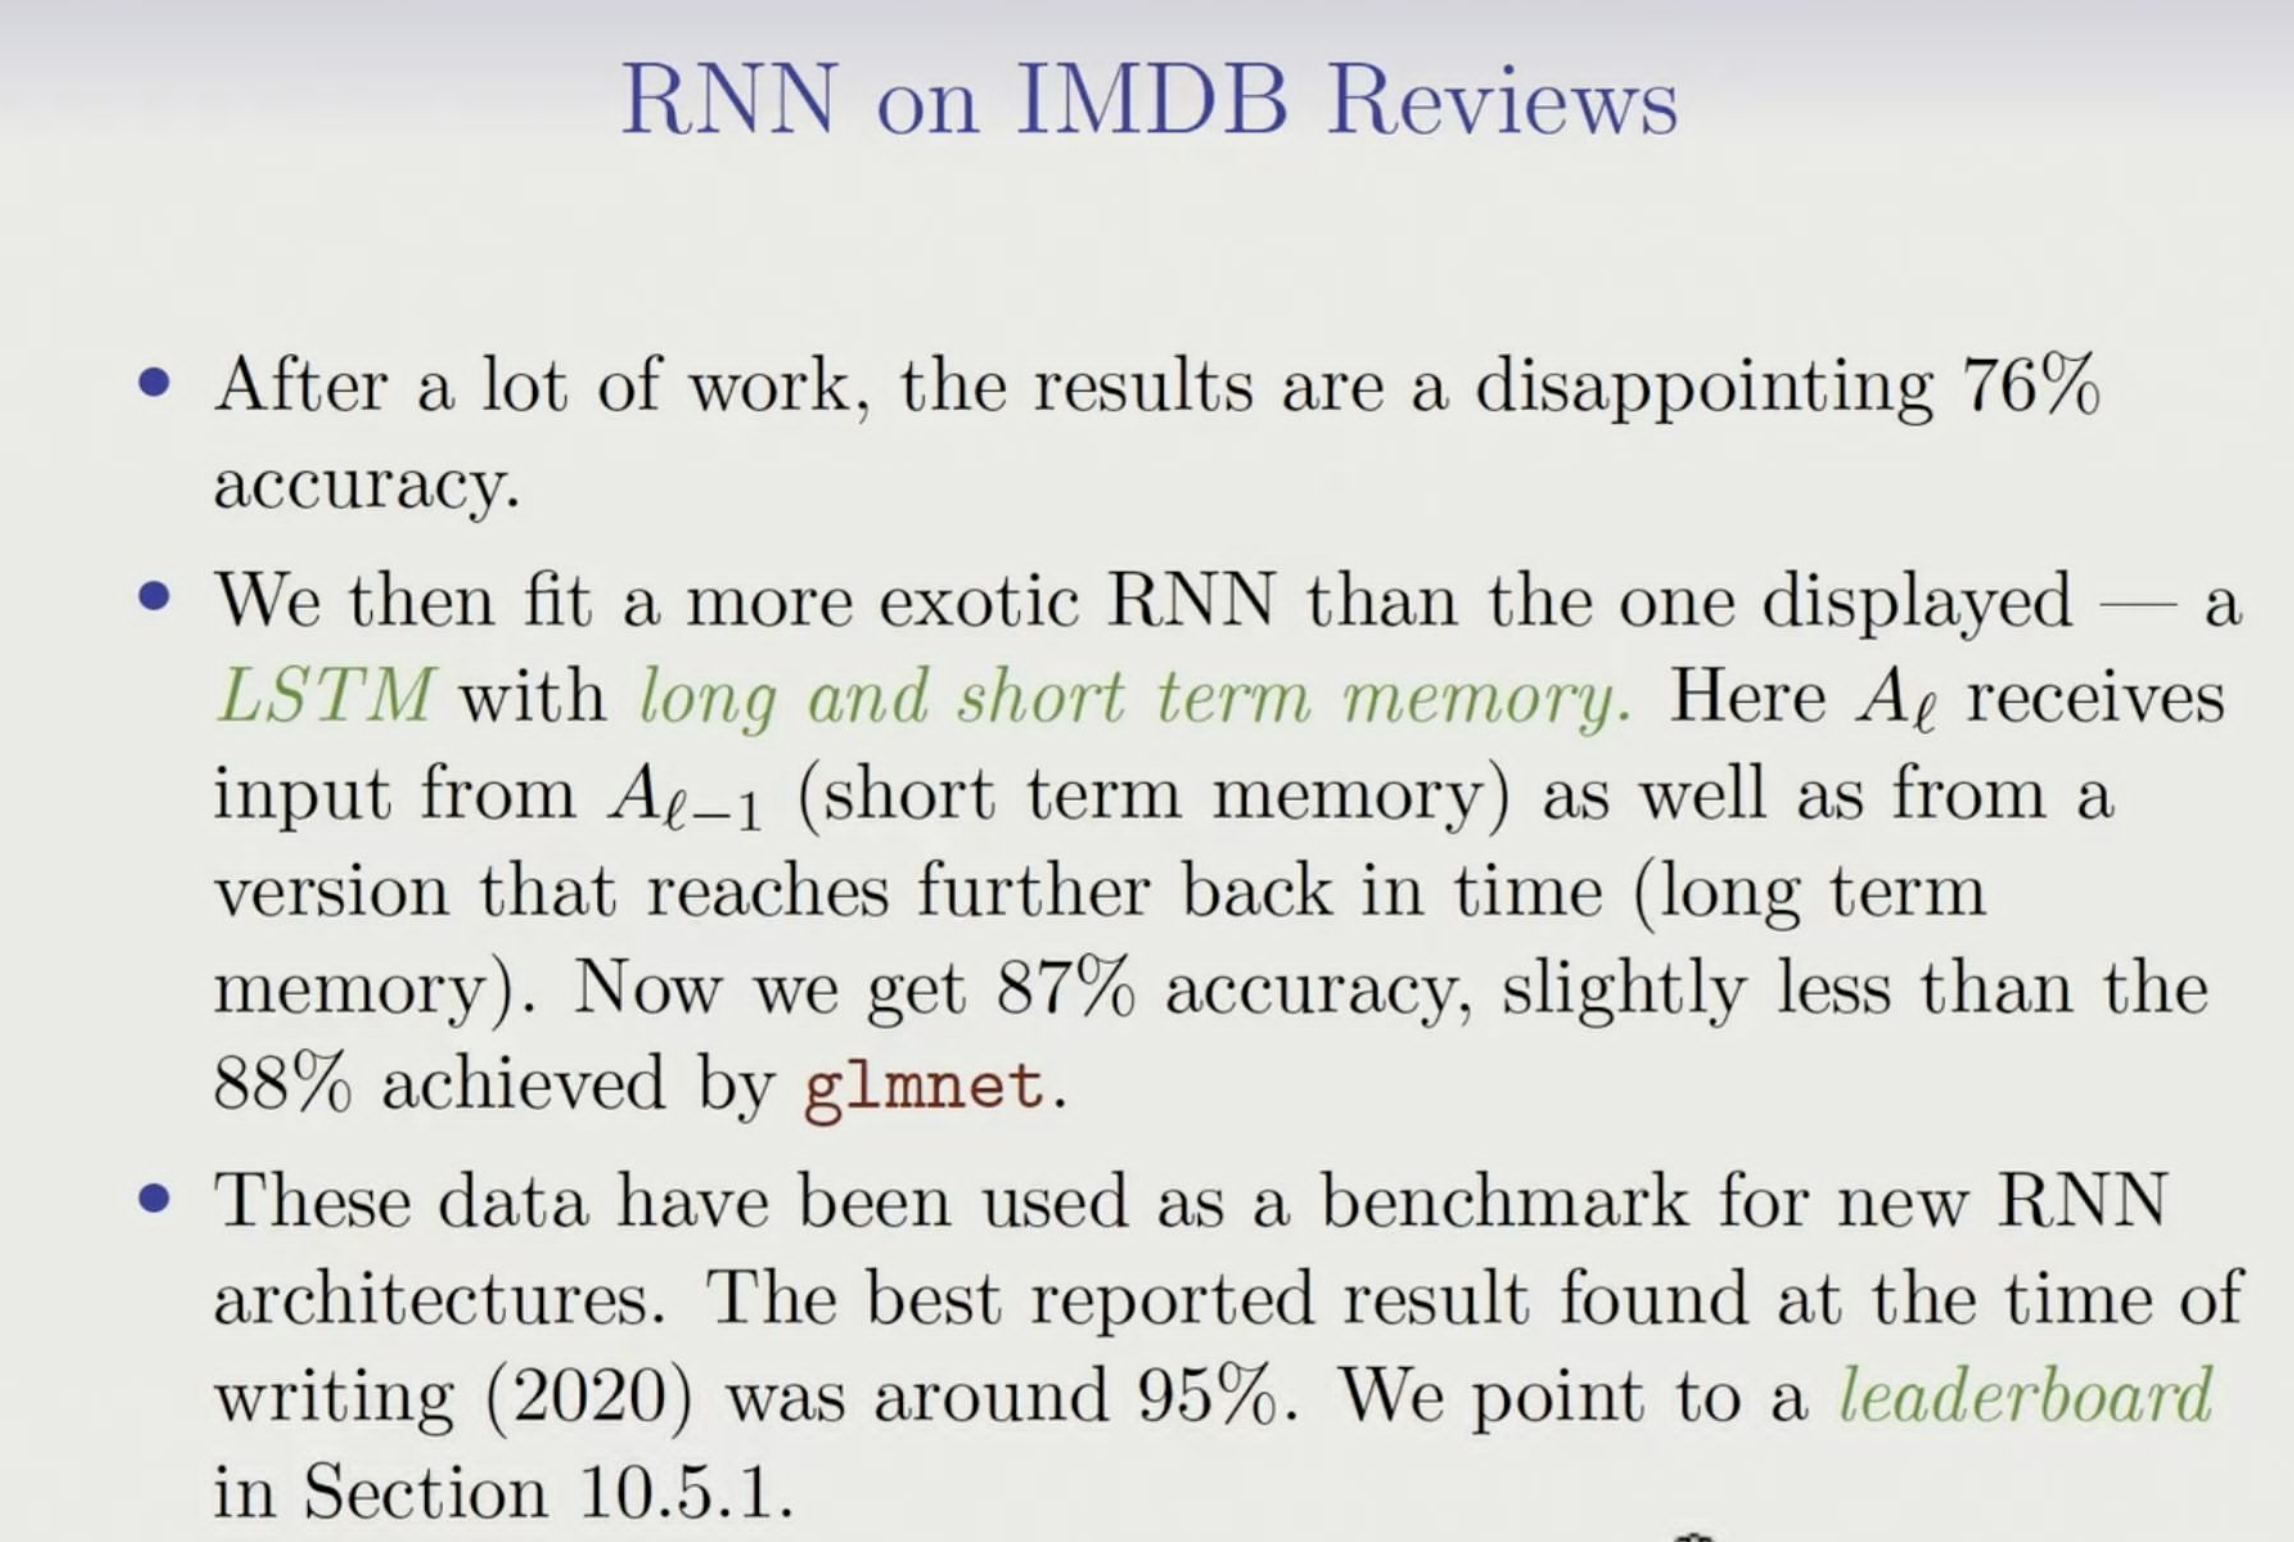 RNN on IMDB Reviews
• After a lot of work, the results are a disappointing 76%
accuracy.
• We then fit a more exotic RNN than the one displayed — a
LSTM with long and short term memory. Here Aℓ receives
input from Aℓ−1 (short term memory) as well as from a
version that reaches further back in time (long term
memory). Now we get 87% accuracy, slightly less than the
88% achieved by glmnet.
• These data have been used as a benchmark for new RNN
architectures. The best reported result found at the time of
writing (2020) was around 95%. We point to a leaderboard
in Section 10.5.1.